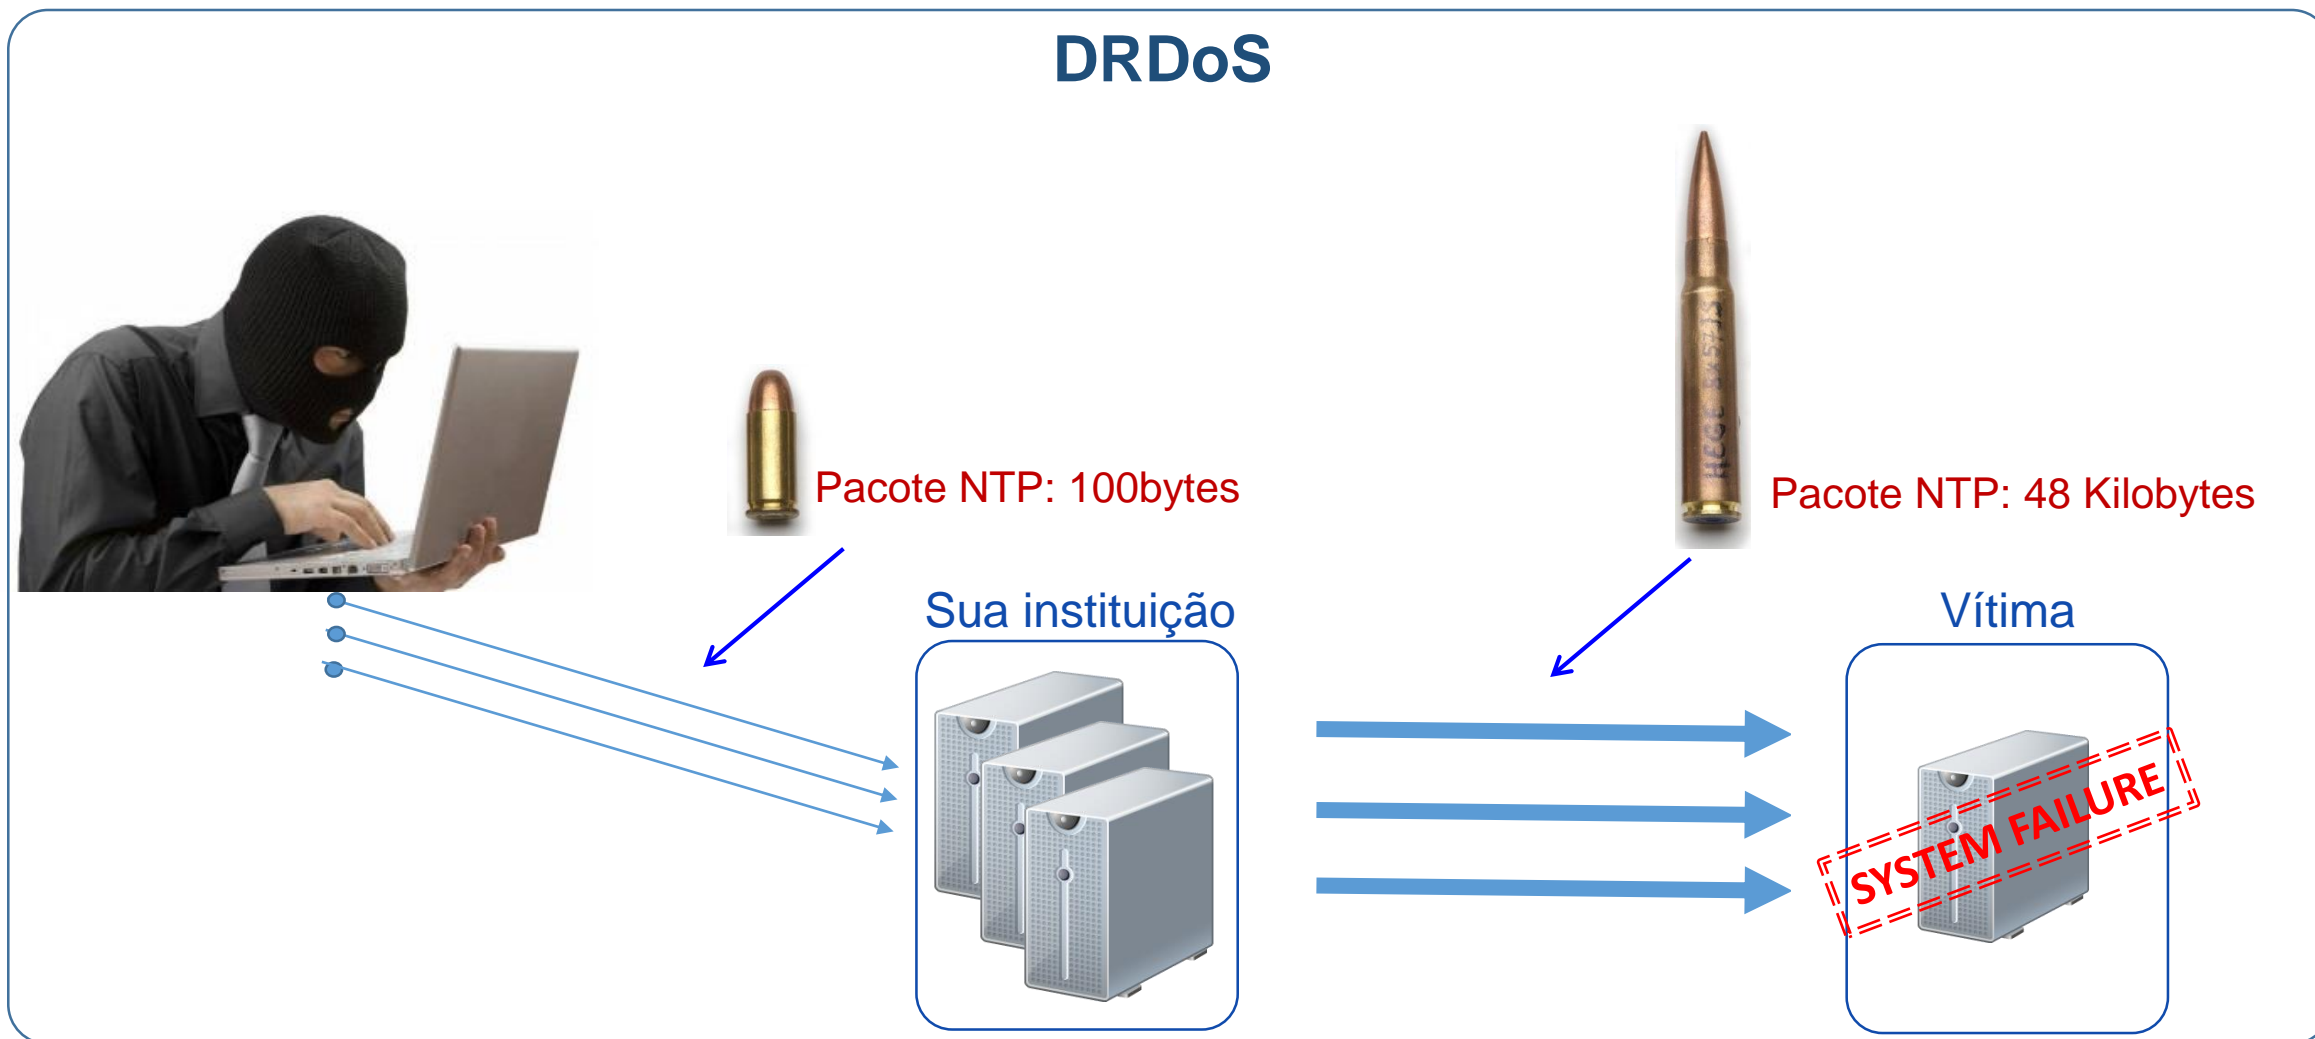 DRDoS
Pacote NTP: 100bytes
Pacote NTP: 48 Kilobytes
Sua instituição
Vítima
SYSTEM FAILURE